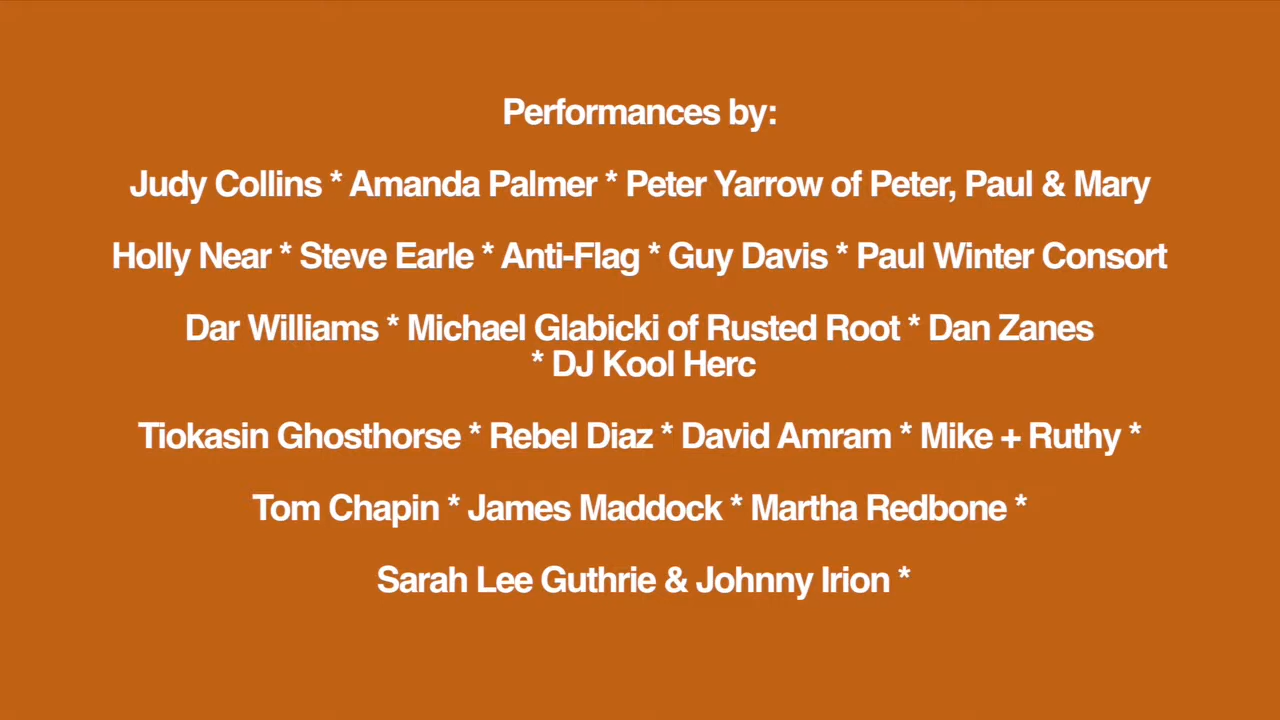 Performances by:
Judy Collins * Amanda Palmer * Peter Yarrow of Peter, Paul & Mary
Holly Near * Steve Earle * Anti-Flag * Guy Davis * Paul Winter Consort
Dar Williams * Michael Glabicki of Rusted Root * Dan Zanes
* DJ Kool Herc
Tiokasin Ghosthorse * Rebel Diaz * David Amram * Mike + Ruthy *
Tom Chapin * James Maddock * Martha Redbone *
Sarah Lee Guthrie & Johnny Irion *